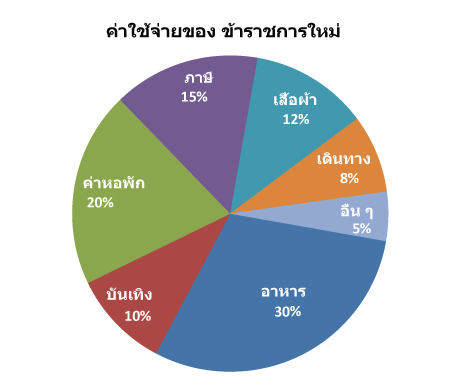 ค่าใช้จ่ายของ ข้าราชการใหม่
ภาษี
15%
เสื้อผ้า
12%
เดินทาง
8%
อื่น ๆ
5%
อาหาร
30%
บันเทิง
10%
ค่าหอพัก
20%